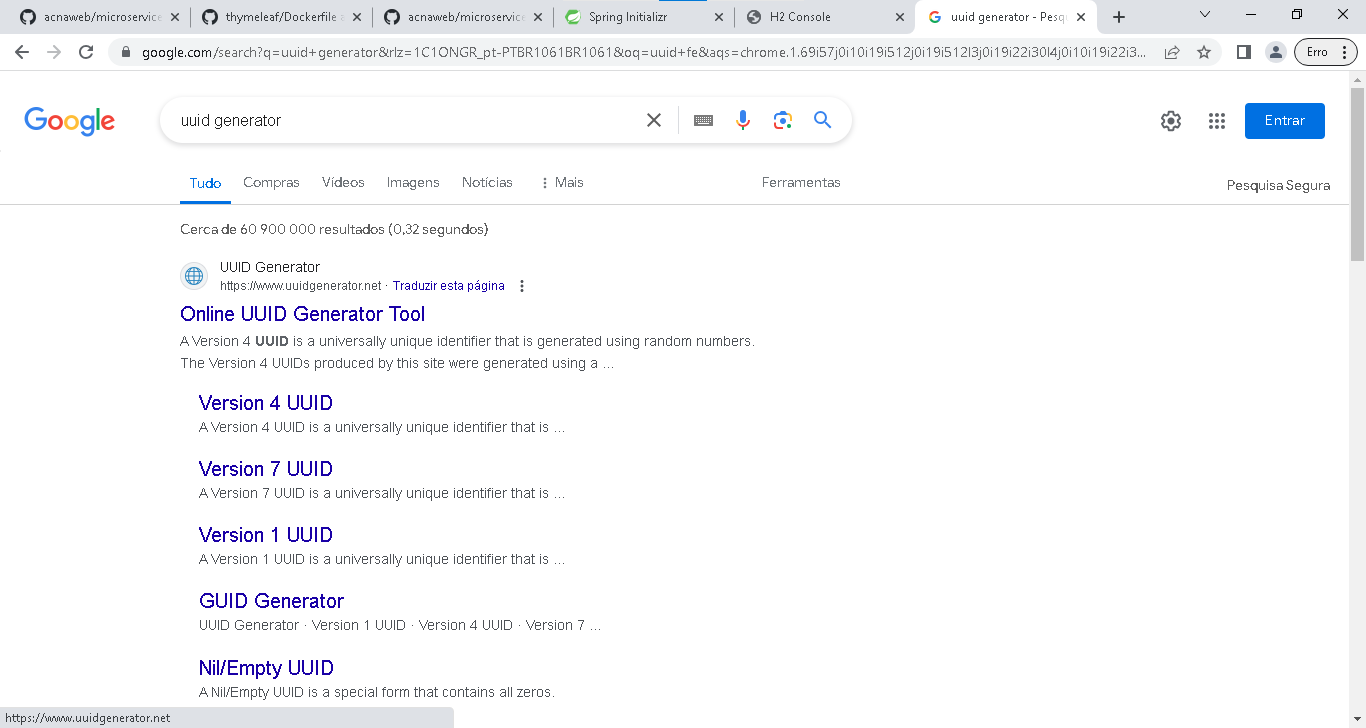 acnaweb/microservice
thymeleaf/Dockerfile
acnaweb/microservice
Spring Initializr
H2 Console
uuid generator - Pesq
google.com/search?q=uuid+generator&rlz=1C1ONGR_pt-PTBR1061BR1061&oq=uuid+fe&aqs=chrome.1.69i57j0i10i19i512j0i19i512l3j0i19i22i30l4j0i10i19i22i3...
Erro
Google
uuid generator
Entrar
Tudo
Compras
Vídeos
Imagens
Notícias
Mais
Ferramentas
Pesquisa Segura
Cerca de 60 900 000 resultados (0,32 segundos)
UUID Generator
https://www.uuidgenerator.net · Traduzir esta página
Online UUID Generator Tool
A Version 4 UUID is a universally unique identifier that is generated using random numbers.
The Version 4 UUIDs produced by this site were generated using a ...
Version 4 UUID
A Version 4 UUID is a universally unique identifier that is ...
Version 7 UUID
A Version 7 UUID is a universally unique identifier that is ...
Version 1 UUID
A Version 1 UUID is a universally unique identifier that is ...
GUID Generator
UUID Generator · Version 1 UUID · Version 4 UUID · Version 7 ...
Nil/Empty UUID
A Nil/Empty UUID is a special form that contains all zeros.
https://www.uuidgenerator.net